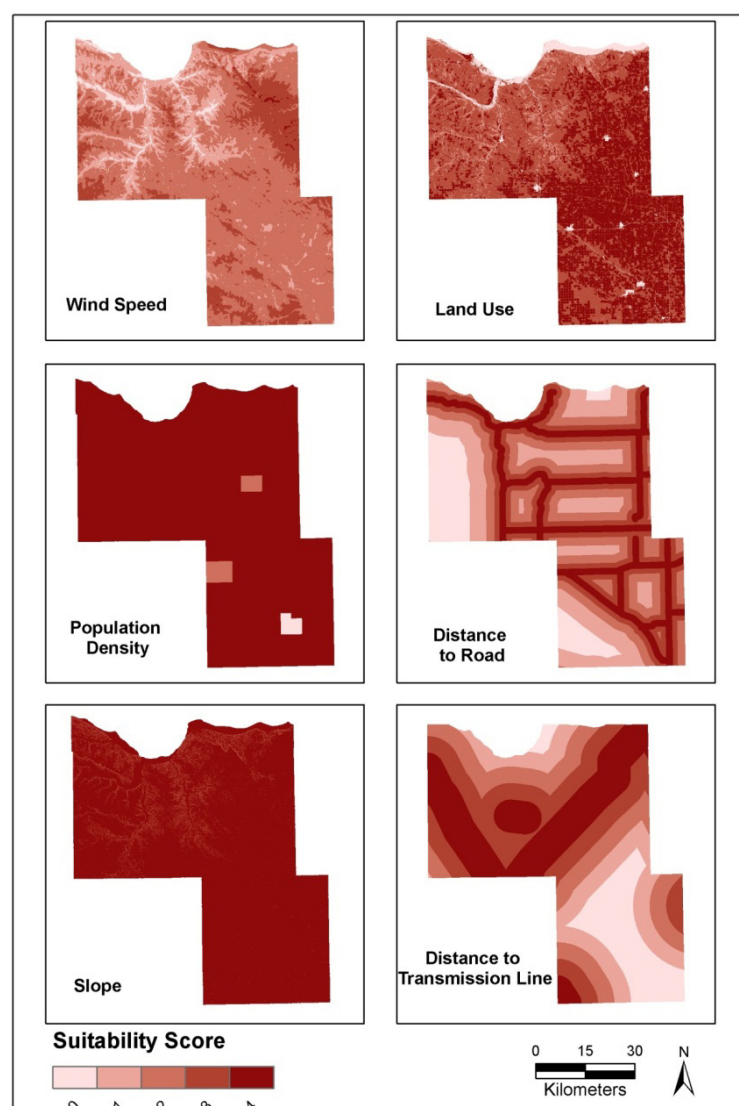 Wind Speed
Land Use
Population
Density
Distance
to Road
Slope
Distance to
Transmission Line
Suitability Score
0 15 30
Kilometers
N